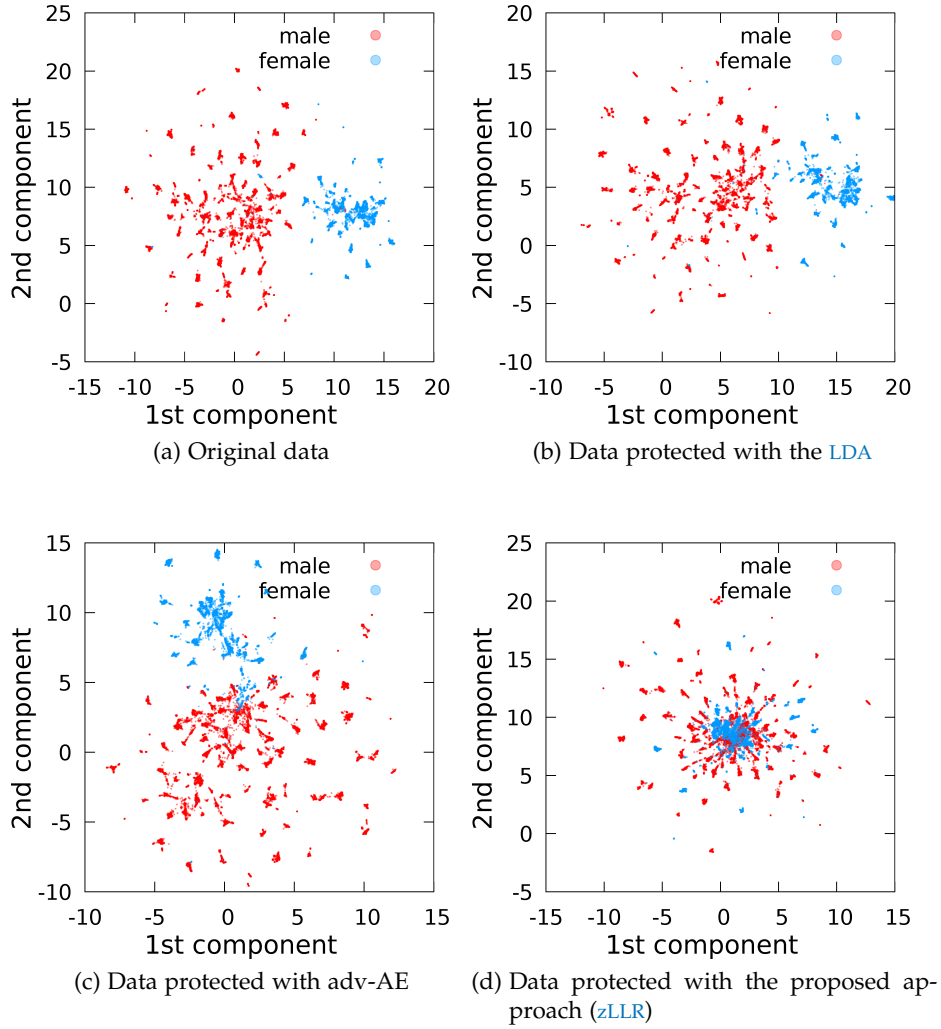 25
20
15
10
5
0
-5
2nd component
male
female
-15 -10 -5 0 5 10 15 20
1st component
(a) Original data
20
15
10
5
0
-5
-10
2nd component
male
female
-10 -5 0 5 10 15 20
1st component
(b) Data protected with the LDA
15
10
5
0
-5
-10
2nd component
male
female
-10 -5 0 5 10 15
1st component
(c) Data protected with adv-AE
25
20
15
10
5
0
-5
2nd component
male
female
-15 -10 -5 0 5 10 15
1st component
(d) Data protected with the proposed ap-
proach (zLLR)